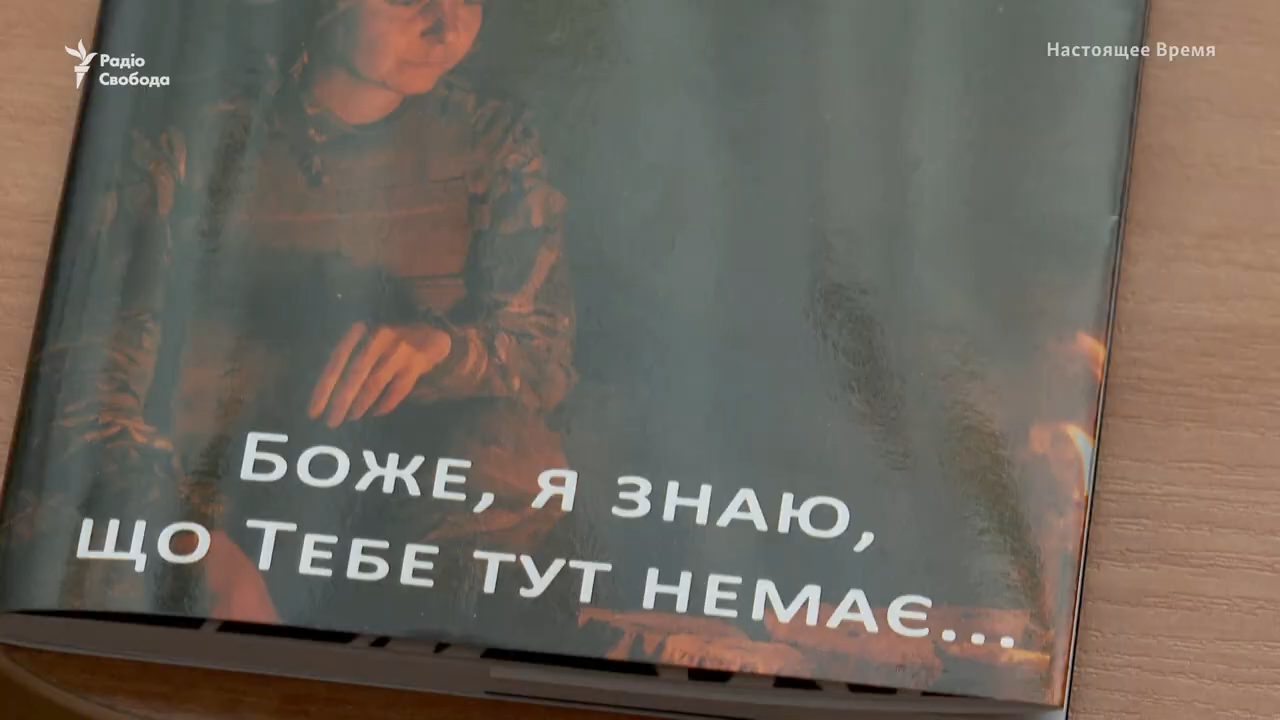 Радіо
Свобода
Настоящее Время
Боже, я знаю,
що Тебе тут немає...